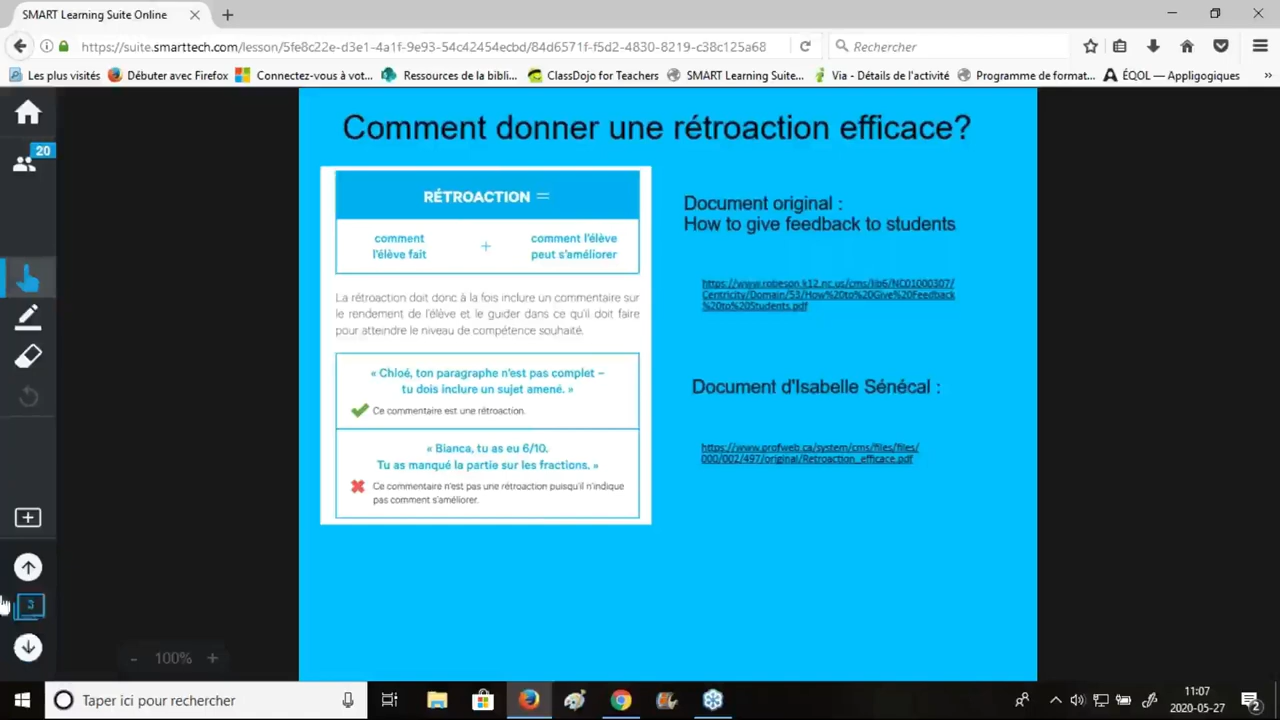 SMART Learning Suite Online
https://suite.smarttech.com/lesson/5fe8c22e-d3e1-4a1f-9e93-54c42454ecbd/84d6571f-f5d2-4830-8219-c38c125a68
Rechercher
Les plus visités
Débuter avec Firefox
Connectez-vous à vot...
Ressources de la bibli...
ClassDojo for Teachers
SMART Learning Suite...
Via - Détails de l'activité
Programme de format...
ÉQOL — Appligogiques
20
Comment donner une rétroaction efficace?
RÉTROACTION =
comment
l'élève fait
+
comment l'élève
peut s'améliorer
La rétroaction doit donc à la fois inclure un commentaire sur
le rendement de l'élève et le guider dans ce qu'il doit faire
pour atteindre le niveau de compétence souhaité.
« Chloé, ton paragraphe n'est pas complet –
tu dois inclure un sujet amené. »
Ce commentaire est une rétroaction.
« Bianca, tu as eu 6/10.
Tu as manqué la partie sur les fractions. »
Ce commentaire n'est pas une rétroaction puisqu'il n'indique
pas comment s'améliorer.
Document original :
How to give feedback to students
https://www.robeson.k12.nc.us/cms/lib6/NC01000307/
Centricity/Domain/53/How%20to%20Give%20Feedback
%20to%20Students.pdf
Document d'Isabelle Sénécal :
https://www.profweb.ca/system/cms/files/files/
000/002/497/original/Retroaction_efficace.pdf
3
- 100% +
Taper ici pour rechercher
11:07
2020-05-27
2